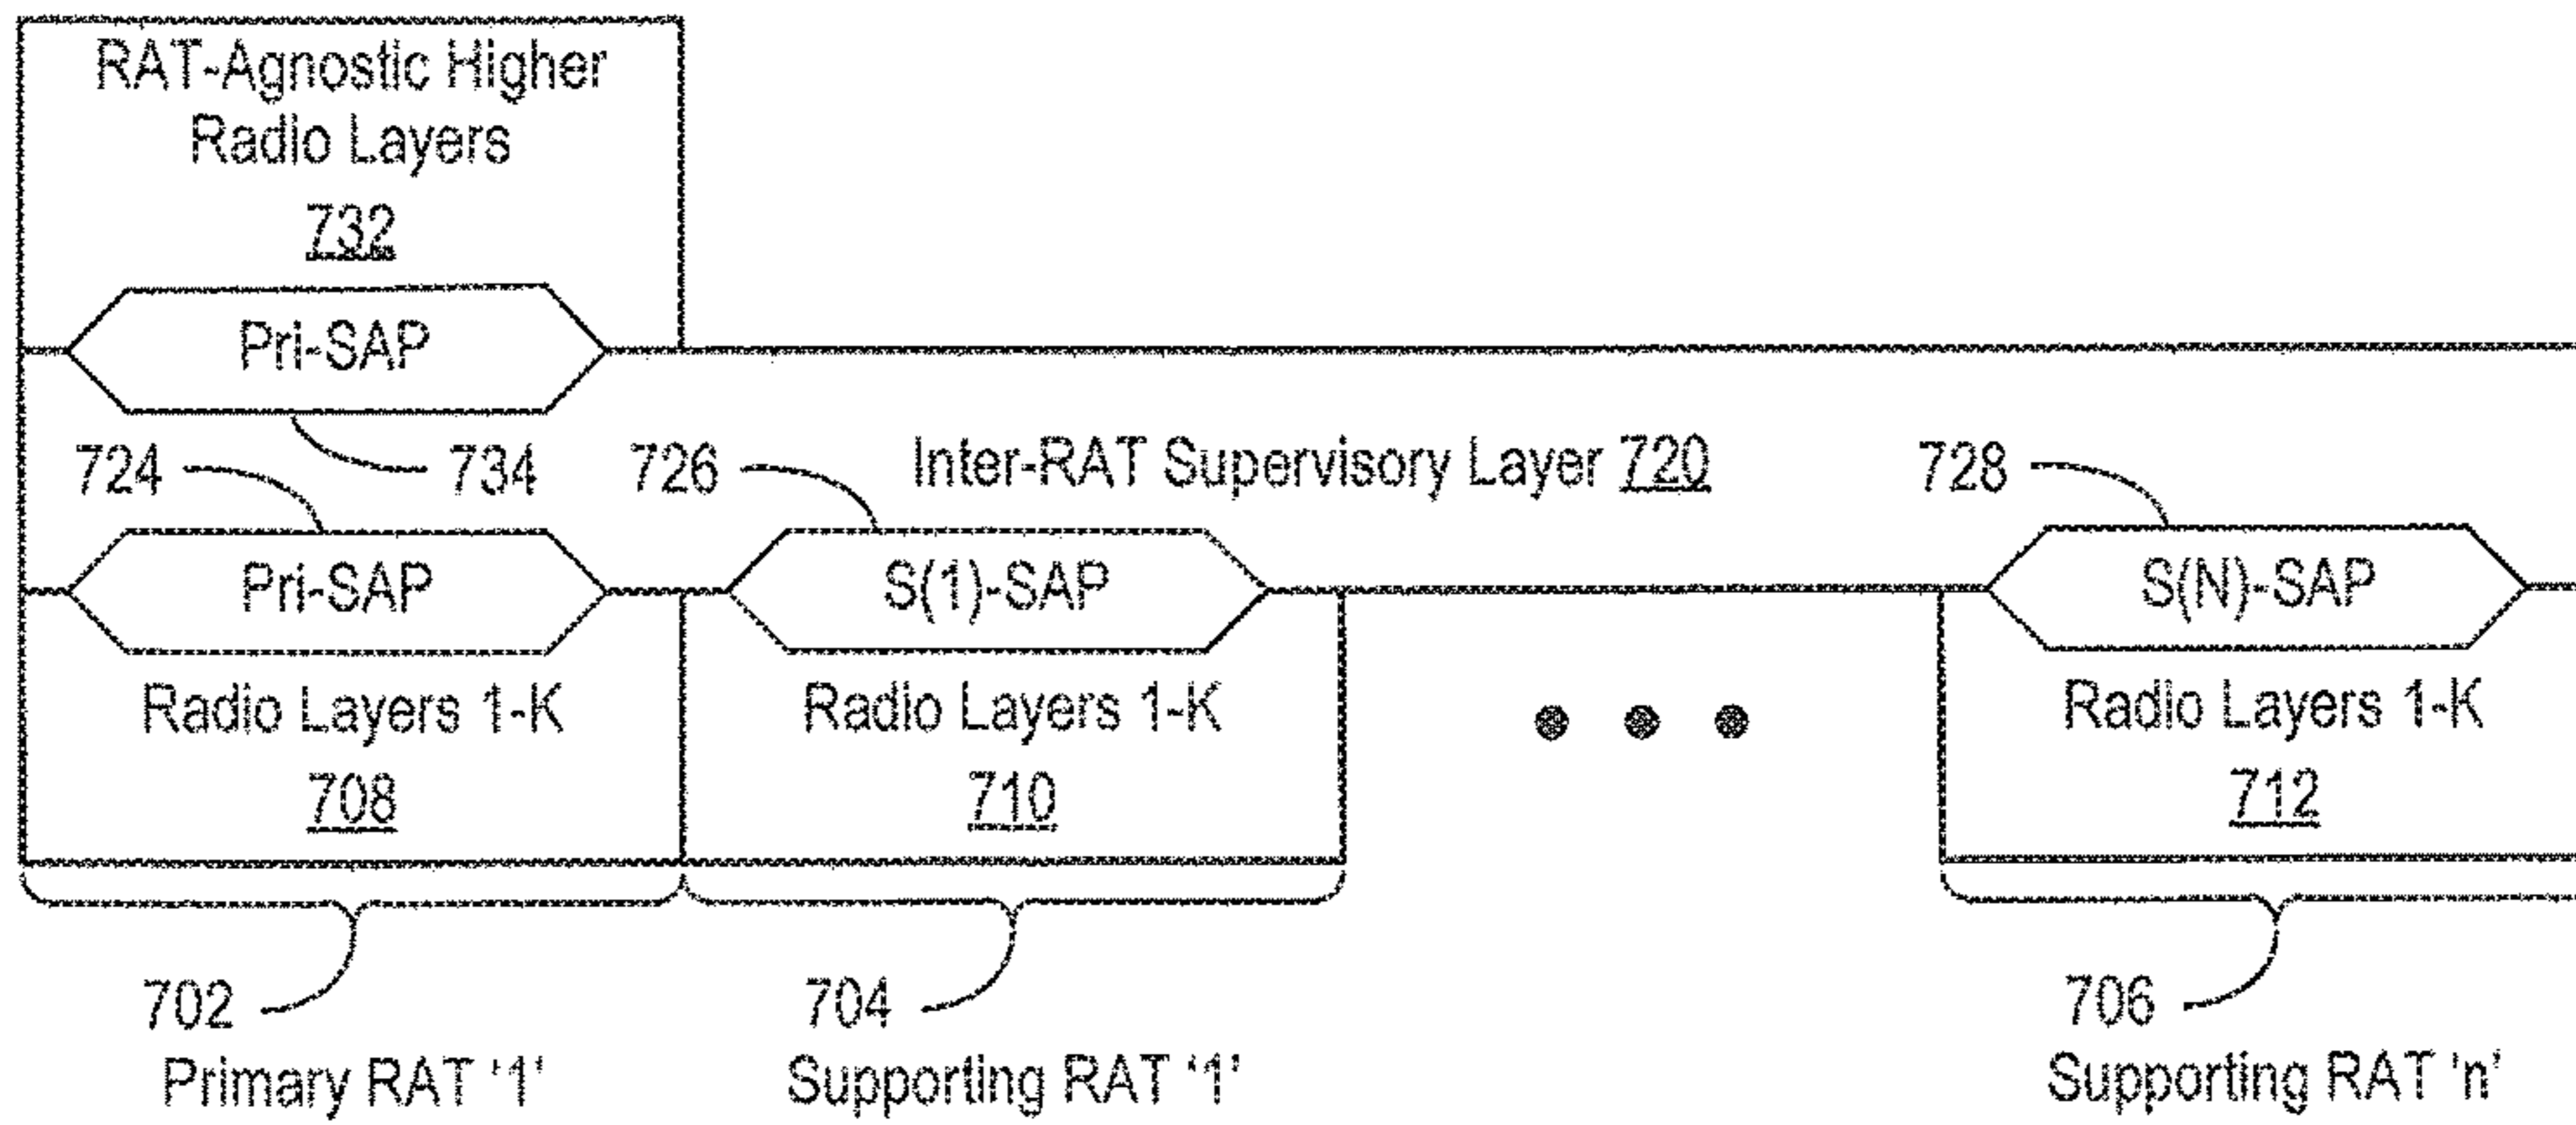 RAT-Agnostic Higher
Radio Layers
732
Pri-SAP
724
734
726
Inter-RAT Supervisory Layer 720
728
Pri-SAP
S(1)-SAP
S(N)-SAP
Radio Layers 1-K
708
Radio Layers 1-K
710
Radio Layers 1-K
712
702
Primary RAT '1'
704
Supporting RAT '1'
706
Supporting RAT 'n'